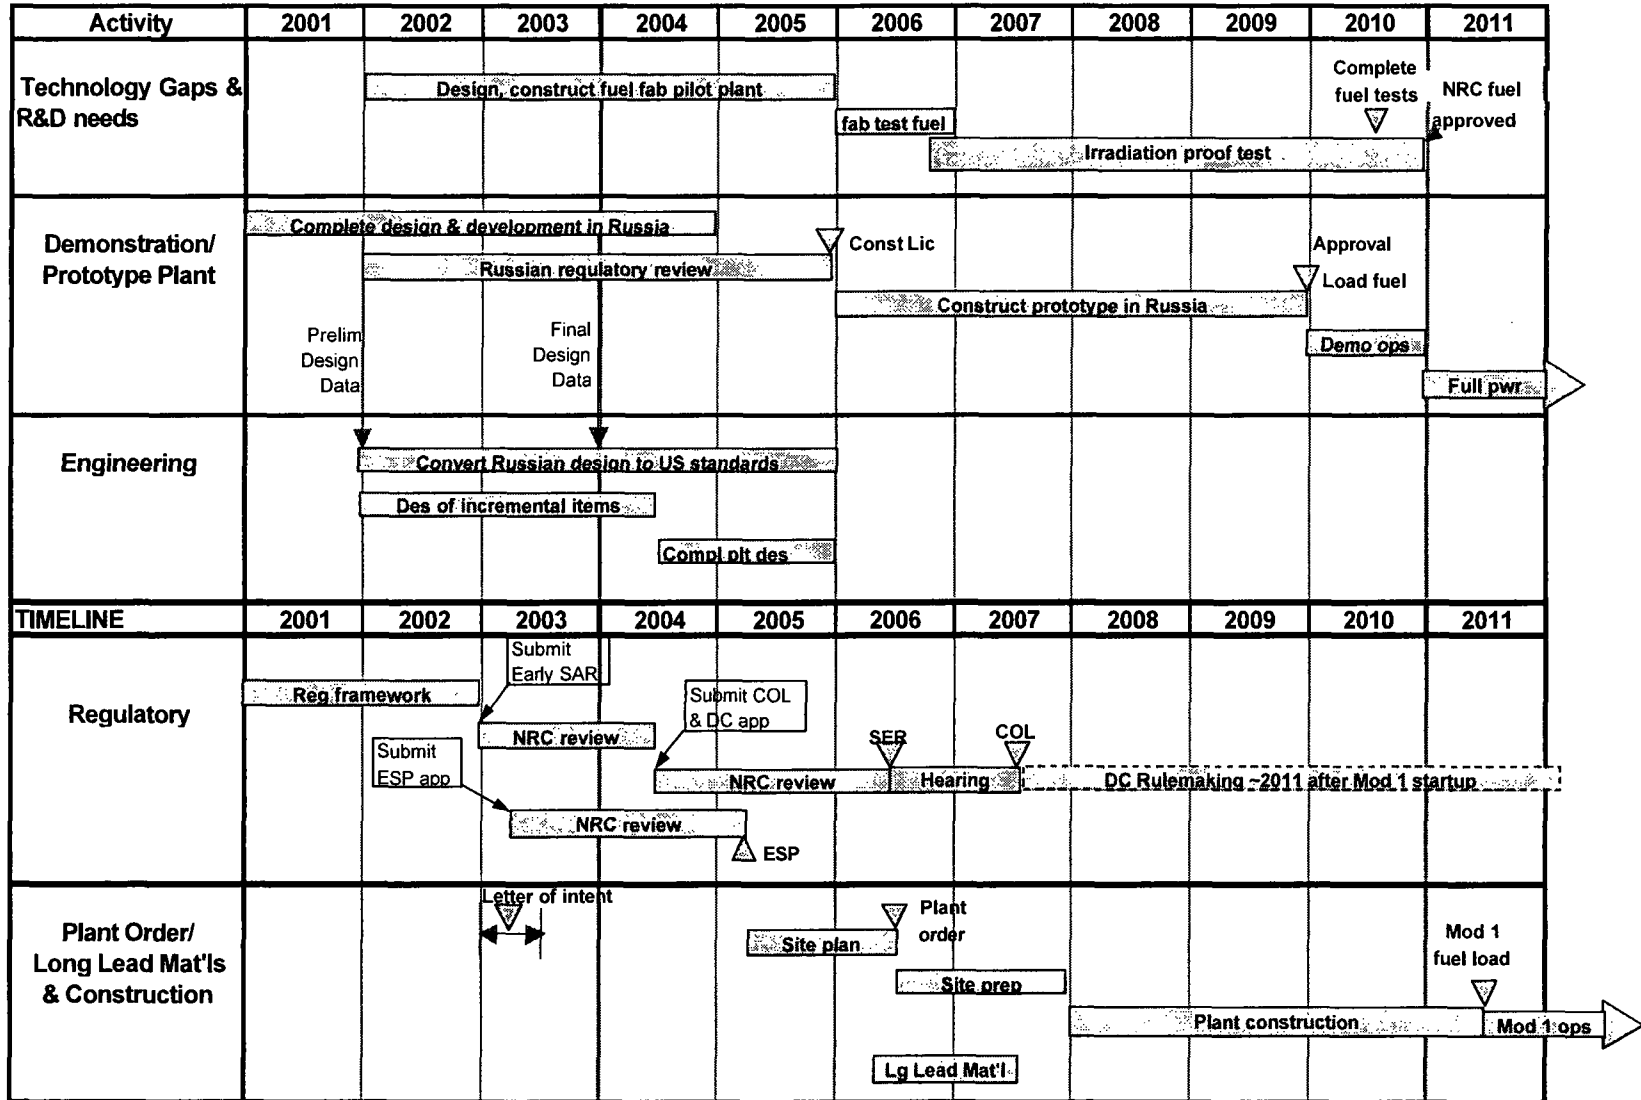 Activity 2001 2002 2003 2004 2005 2006 2007 2008 2009 2010 2011
Technology Gaps &
R&D needs
Design, construct fuel fab pilot plant
fab test fuel
Irradiation proof test
Complete
fuel tests
NRC fuel
approved
Demonstration/
Prototype Plant
Complete design & development in Russia
Russian regulatory review
Const Lic
Approval
Load fuel
Construct prototype in Russia
Prelim
Design
Data
Final
Design
Data
Demo ops
Full pwr
Engineering
Convert Russian design to US standards
Des of incremental items
Compl plt des
TIMELINE 2001 2002 2003 2004 2005 2006 2007 2008 2009 2010 2011
Regulatory
Reg framework
Submit
Early SAR
NRC review
Submit COL
& DC app
Submit
ESP app
SER
COL
NRC review
Hearing
DC Rulemaking ~2011 after Mod 1 startup
NRC review
ESP
Plant Order/
Long Lead Mat'ls
& Construction
Letter of intent
Plant
order
Site plan
Site prep
Mod 1
fuel load
Plant construction
Mod 1 ops
Lg Lead Mat'l